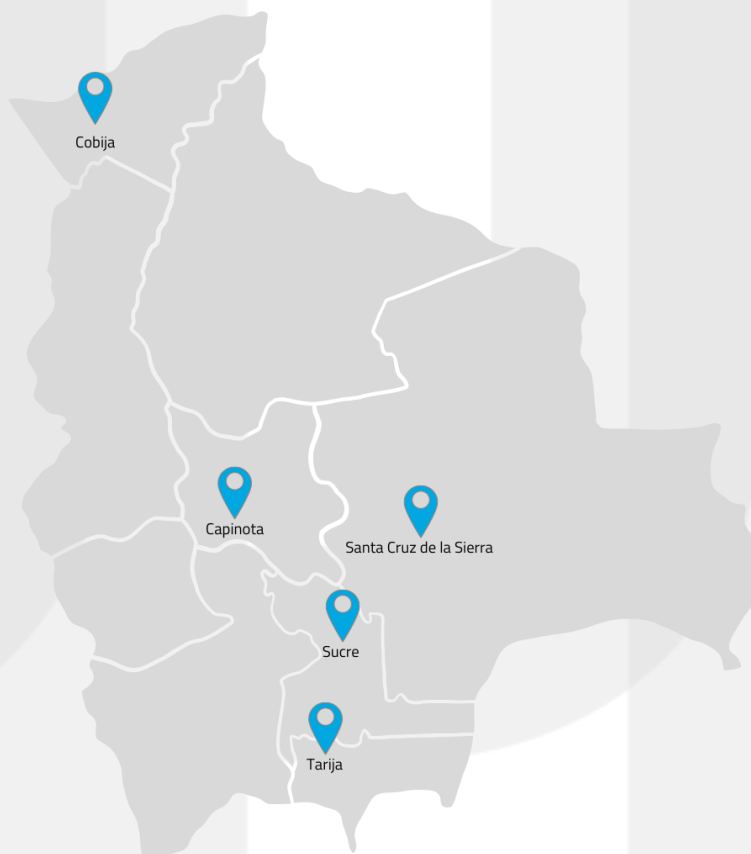 Cobija
Capinota
Santa Cruz de la Sierra
Sucre
Tarija